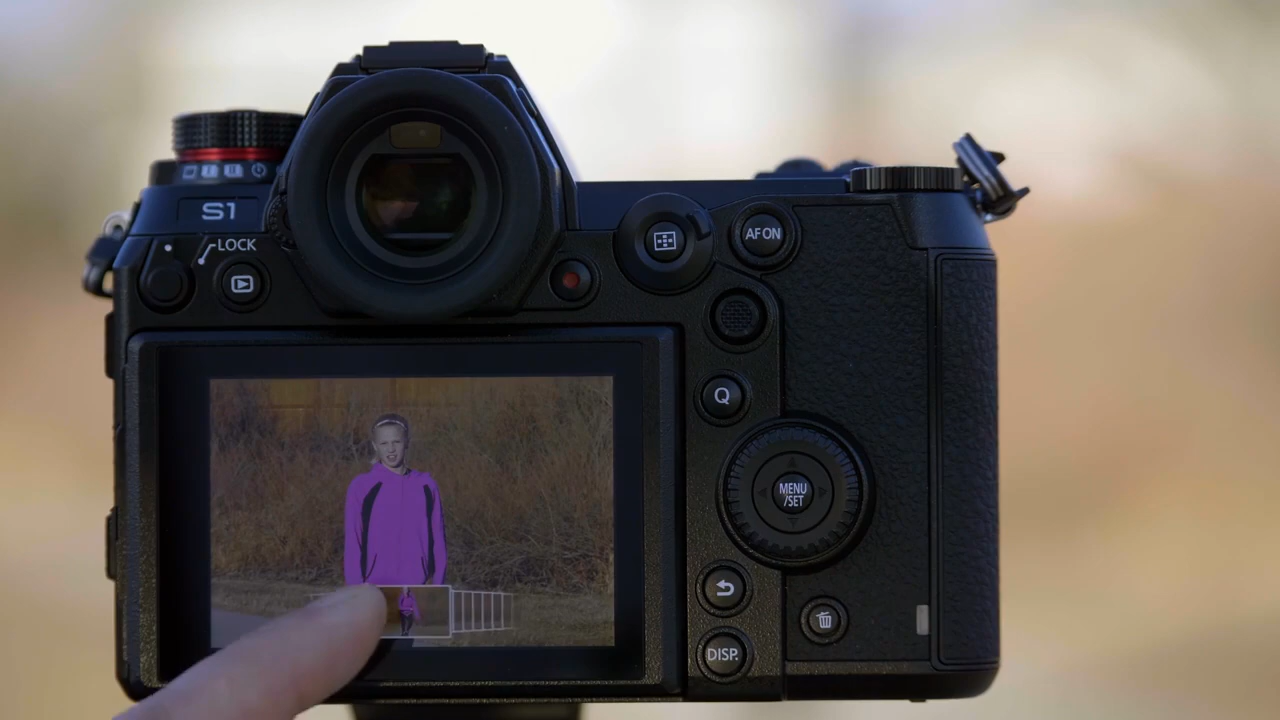 S1
LOCK
AF ON
Q
MENU
/SET
DISP.